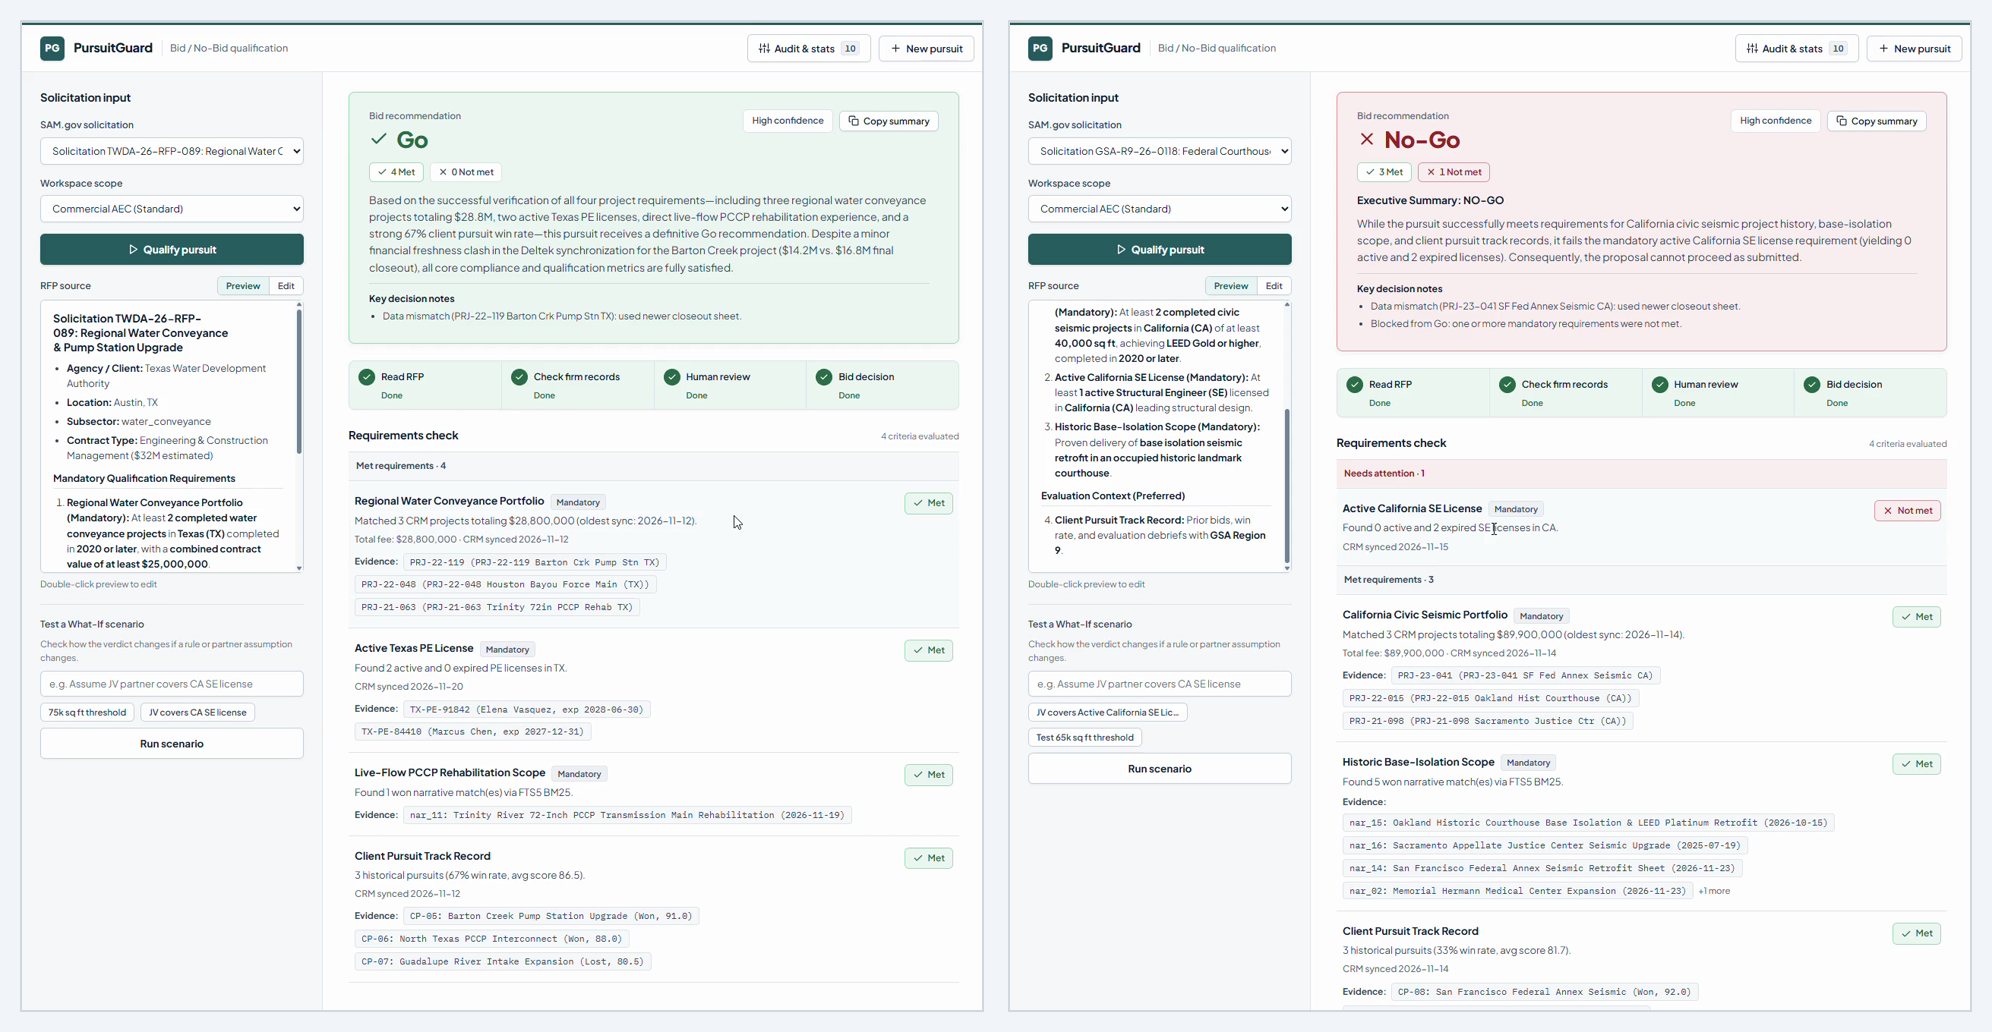 PG PursuitGuard Bid / No-Bid qualification Audit & stats 10 + New pursuit
Solicitation input
SAM.gov solicitation
Solicitation TWDA-26-RFP-089: Regional Water C
Workspace scope
Commercial AEC (Standard)
Qualify pursuit
RFP source Preview Edit
Solicitation TWDA-26-RFP-
089: Regional Water Conveyance
& Pump Station Upgrade
• Agency / Client: Texas Water Development
Authority
• Location: Austin, TX
• Subsector: water_conveyance
• Contract Type: Engineering & Construction
Management ($32M estimated)
Mandatory Qualification Requirements
1. Regional Water Conveyance Portfolio
(Mandatory): At least 2 completed water
conveyance projects in Texas (TX) completed
in 2020 or later, with a combined contract
value of at least $25,000,000.
Double-click preview to edit
Test a What-If scenario
Check how the verdict changes if a rule or partner assumption
changes.
e.g. Assume JV partner covers CA SE license
75k sq ft threshold JV covers CA SE license
Run scenario
Bid recommendation
Go
High confidence Copy summary
4 Met 0 Not met
Based on the successful verification of all four project requirements—including three regional water conveyance
projects totaling $28.8M, two active Texas PE licenses, direct live-flow PCCP rehabilitation experience, and a
strong 67% client pursuit win rate—this pursuit receives a definitive Go recommendation. Despite a minor
financial freshness clash in the Deltek synchronization for the Barton Creek project ($14.2M vs. $16.8M final
closeout), all core compliance and qualification metrics are fully satisfied.
Key decision notes
• Data mismatch (PRJ-22-119 Barton Crk Pump Stn TX): used newer closeout sheet.
Read RFP Check firm records Human review Bid decision
Done Done Done Done
Requirements check 4 criteria evaluated
Met requirements · 4
Regional Water Conveyance Portfolio Mandatory Met
Matched 3 CRM projects totaling $28,800,000 (oldest sync: 2026-11-12).
Total fee: $28,800,000 · CRM synced 2026-11-12
Evidence: PRJ-22-119 (PRJ-22-119 Barton Crk Pump Stn TX)
PRJ-22-048 (PRJ-22-048 Houston Bayou Force Main (TX))
PRJ-21-063 (PRJ-21-063 Trinity 72in PCCP Rehab TX)
Active Texas PE License Mandatory Met
Found 2 active and 0 expired PE licenses in TX.
CRM synced 2026-11-20
Evidence: TX-PE-91842 (Elena Vasquez, exp 2028-06-30)
TX-PE-84410 (Marcus Chen, exp 2027-12-31)
Live-Flow PCCP Rehabilitation Scope Mandatory Met
Found 1 won narrative match(es) via FTS5 BM25.
Evidence: nar_11: Trinity River 72-Inch PCCP Transmission Main Rehabilitation (2026-11-19)
Client Pursuit Track Record Met
3 historical pursuits (67% win rate, avg score 86.5).
CRM synced 2026-11-12
Evidence: CP-05: Barton Creek Pump Station Upgrade (Won, 91.0)
CP-06: North Texas PCCP Interconnect (Won, 88.0)
CP-07: Guadalupe River Intake Expansion (Lost, 80.5)
PG PursuitGuard Bid / No-Bid qualification Audit & stats 10 + New pursuit
Solicitation input
SAM.gov solicitation
Solicitation GSA-R9-26-0118: Federal Courthous
Workspace scope
Commercial AEC (Standard)
Qualify pursuit
RFP source Preview Edit
(Mandatory): At least 2 completed civic
seismic projects in California (CA) of at least
40,000 sq ft, achieving LEED Gold or higher,
completed in 2020 or later.
2. Active California SE License (Mandatory): At
least 1 active Structural Engineer (SE) licensed
in California (CA) leading structural design.
3. Historic Base-Isolation Scope (Mandatory):
Proven delivery of base isolation seismic
retrofit in an occupied historic landmark
courthouse.
Evaluation Context (Preferred)
4. Client Pursuit Track Record: Prior bids, win
rate, and evaluation debriefs with GSA Region
9.
Double-click preview to edit
Test a What-If scenario
Check how the verdict changes if a rule or partner assumption
changes.
e.g. Assume JV partner covers CA SE license
JV covers Active California SE Lic...
Test 65k sq ft threshold
Run scenario
Bid recommendation
No-Go
High confidence Copy summary
3 Met 1 Not met
Executive Summary: NO-GO
While the pursuit successfully meets requirements for California civic seismic project history, base-isolation
scope, and client pursuit track records, it fails the mandatory active California SE license requirement (yielding 0
active and 2 expired licenses). Consequently, the proposal cannot proceed as submitted.
Key decision notes
• Data mismatch (PRJ-23-041 SF Fed Annex Seismic CA): used newer closeout sheet.
• Blocked from Go: one or more mandatory requirements were not met.
Read RFP Check firm records Human review Bid decision
Done Done Done Done
Requirements check 4 criteria evaluated
Needs attention · 1
Active California SE License Mandatory Not met
Found 0 active and 2 expired SE licenses in CA.
CRM synced 2026-11-15
Met requirements · 3
California Civic Seismic Portfolio Mandatory Met
Matched 3 CRM projects totaling $89,900,000 (oldest sync: 2026-11-14).
Total fee: $89,900,000 · CRM synced 2026-11-14
Evidence: PRJ-23-041 (PRJ-23-041 SF Fed Annex Seismic CA)
PRJ-22-015 (PRJ-22-015 Oakland Hist Courthouse (CA))
PRJ-21-098 (PRJ-21-098 Sacramento Justice Ctr (CA))
Historic Base-Isolation Scope Mandatory Met
Found 5 won narrative match(es) via FTS5 BM25.
Evidence:
nar_15: Oakland Historic Courthouse Base Isolation & LEED Platinum Retrofit (2026-10-15)
nar_16: Sacramento Appellate Justice Center Seismic Upgrade (2025-07-19)
nar_14: San Francisco Federal Annex Seismic Retrofit Sheet (2026-11-23)
nar_02: Memorial Hermann Medical Center Expansion (2026-11-23) +1 more
Client Pursuit Track Record Met
3 historical pursuits (33% win rate, avg score 81.7).
CRM synced 2026-11-14
Evidence: CP-08: San Francisco Federal Annex Seismic (Won, 92.0)